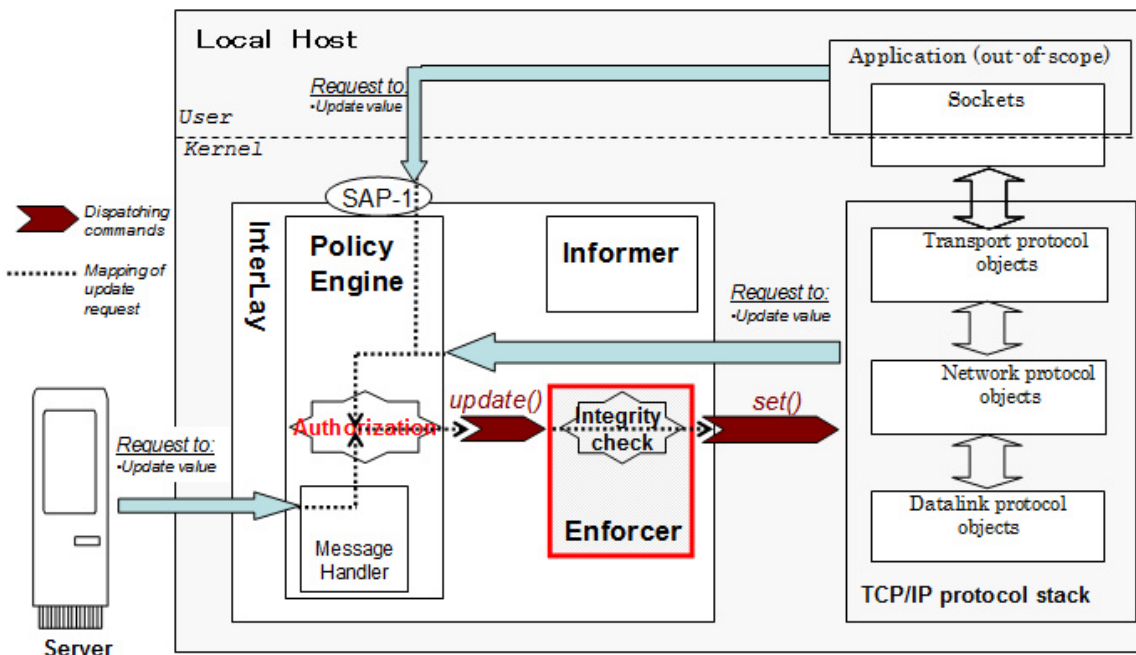 Local Host
Application (out-of-scope)
Sockets
Request to:
•Update value
User
Kernel
SAP-1
Dispatching
commands
Mapping of
update
request
InterLay
Policy
Engine
Informer
Transport protocol
objects
Request to:
•Update value
Network protocol
objects
Authorization
update()
Integrity
check
set()
Request to:
•Update value
Enforcer
Datalink protocol
objects
Message
Handler
TCP/IP protocol stack
Server